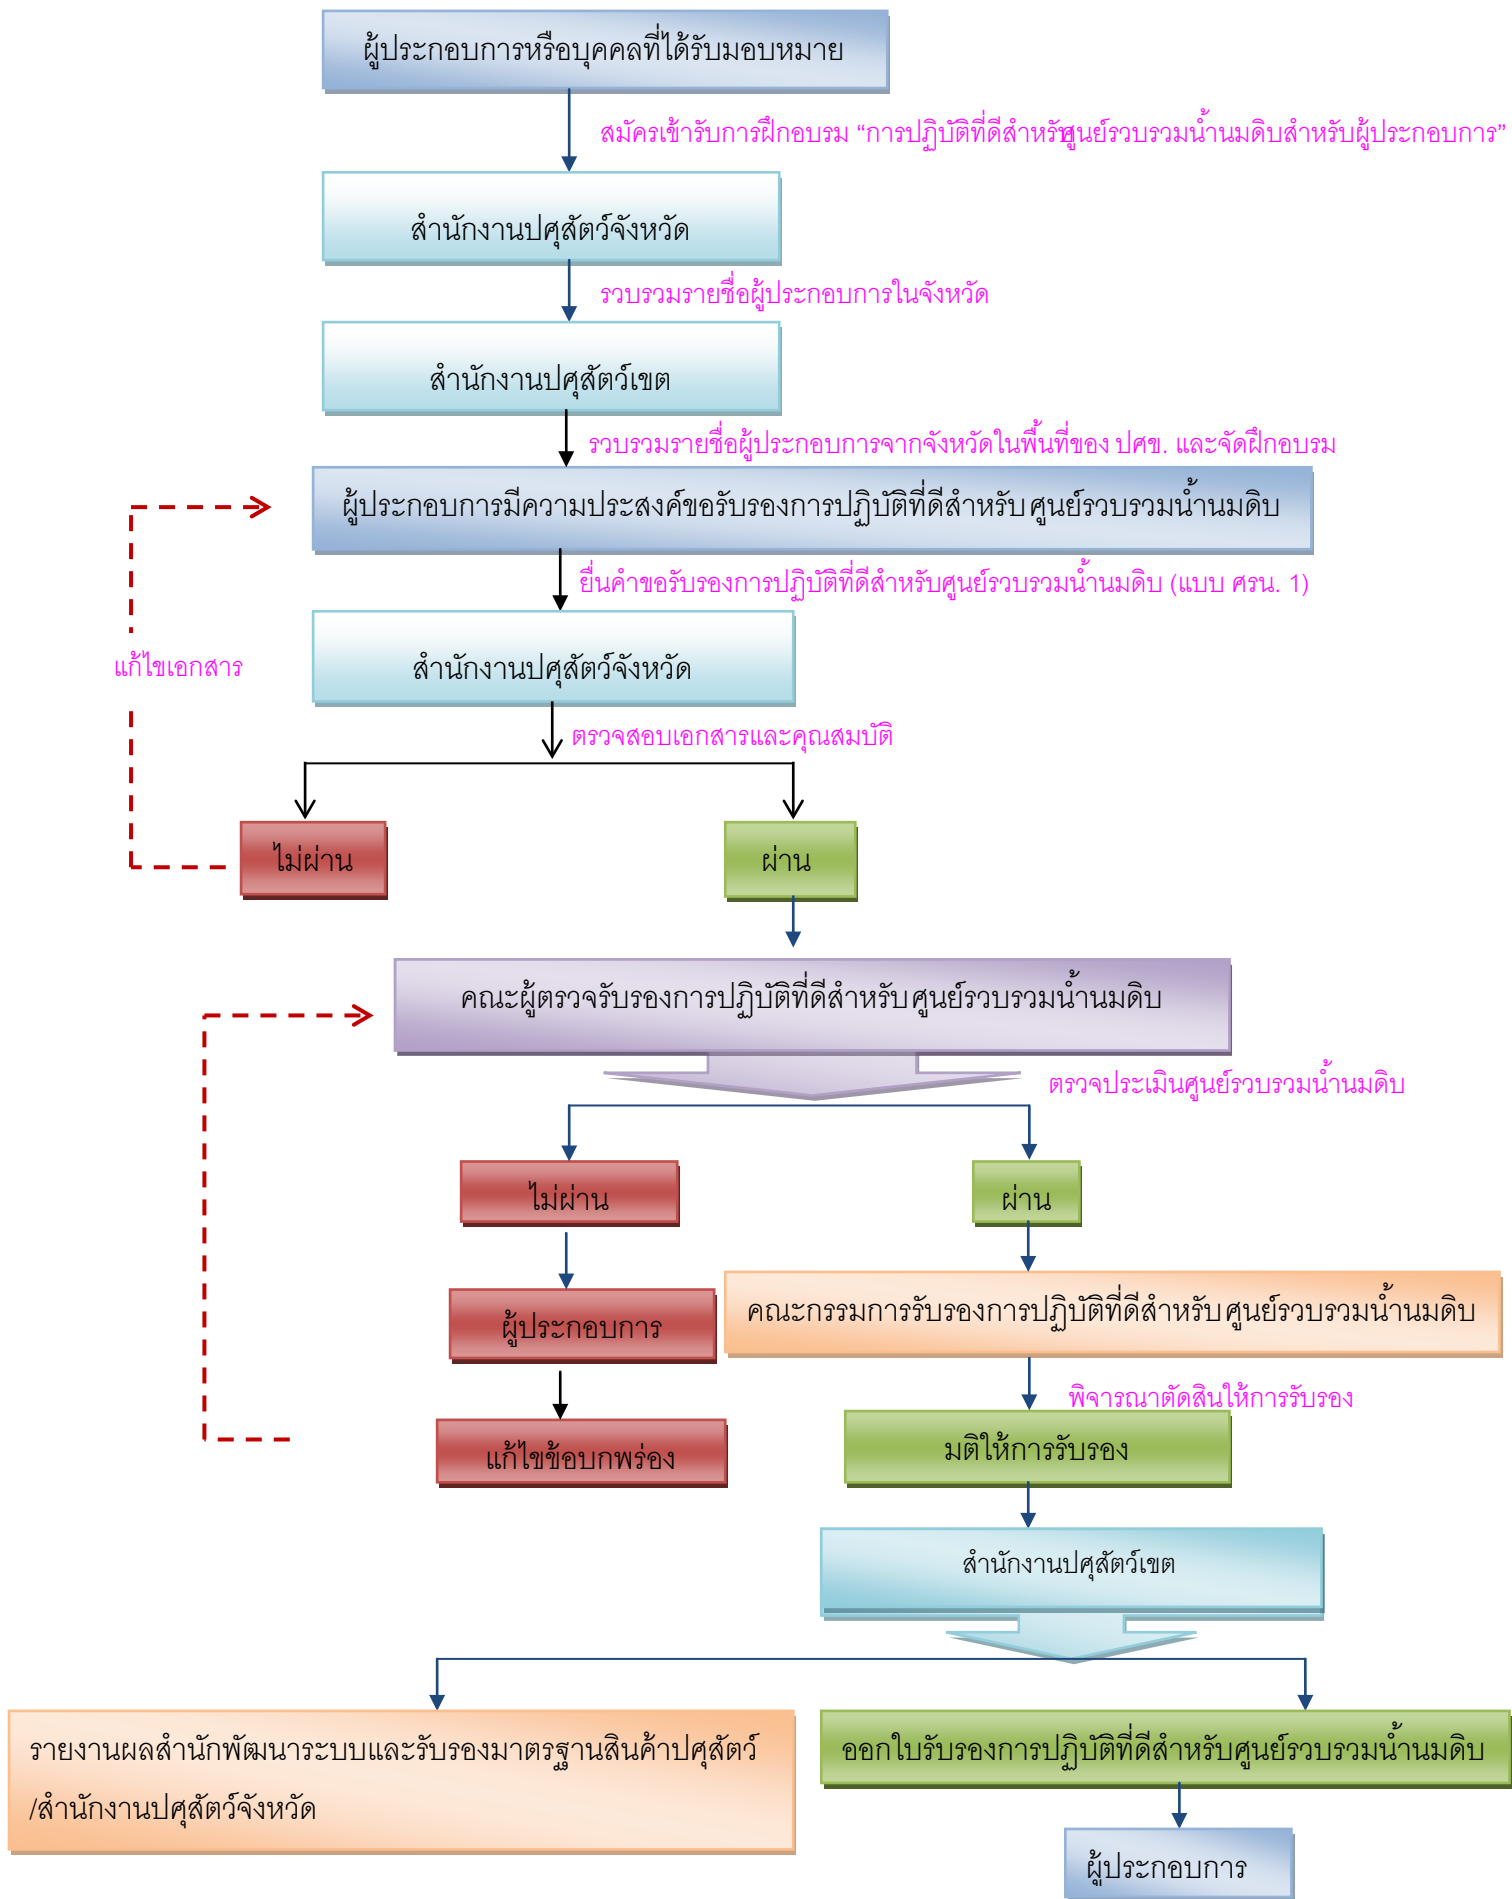 ผู้ประกอบการหรือบุคคลที่ได้รับมอบหมาย
สมัครเข้ารับการฝึกอบรม “การปฏิบัติที่ดีสำหรับศูนย์รวบรวมน้ำนมดิบสำหรับผู้ประกอบการ”
สำนักงานปศุสัตว์จังหวัด
รวบรวมรายชื่อผู้ประกอบการในจังหวัด
สำนักงานปศุสัตว์เขต
รวบรวมรายชื่อผู้ประกอบการจากจังหวัดในพื้นที่ของ ปศข. และจัดฝึกอบรม
ผู้ประกอบการมีความประสงค์ขอรับรองการปฏิบัติที่ดีสำหรับ ศูนย์รวบรวมน้ำนมดิบ
ยื่นคำขอรับรองการปฏิบัติที่ดีสำหรับศูนย์รวบรวมน้ำนมดิบ (แบบ ศรน. 1)
แก้ไขเอกสาร
สำนักงานปศุสัตว์จังหวัด
ตรวจสอบเอกสารและคุณสมบัติ
ไม่ผ่าน
ผ่าน
คณะผู้ตรวจรับรองการปฏิบัติที่ดีสำหรับ ศูนย์รวบรวมน้ำนมดิบ
ตรวจประเมินศูนย์รวบรวมน้ำนมดิบ
ไม่ผ่าน
ผ่าน
ผู้ประกอบการ
คณะกรรมการรับรองการปฏิบัติที่ดีสำหรับ ศูนย์รวบรวมน้ำนมดิบ
พิจารณาตัดสินให้การรับรอง
แก้ไขข้อบกพร่อง
มติให้การรับรอง
สำนักงานปศุสัตว์เขต
รายงานผลสำนักพัฒนาระบบและรับรองมาตรฐานสินค้าปศุสัตว์
/สำนักงานปศุสัตว์จังหวัด
ออกใบรับรองการปฏิบัติที่ดีสำหรับศูนย์รวบรวมน้ำนมดิบ
ผู้ประกอบการ